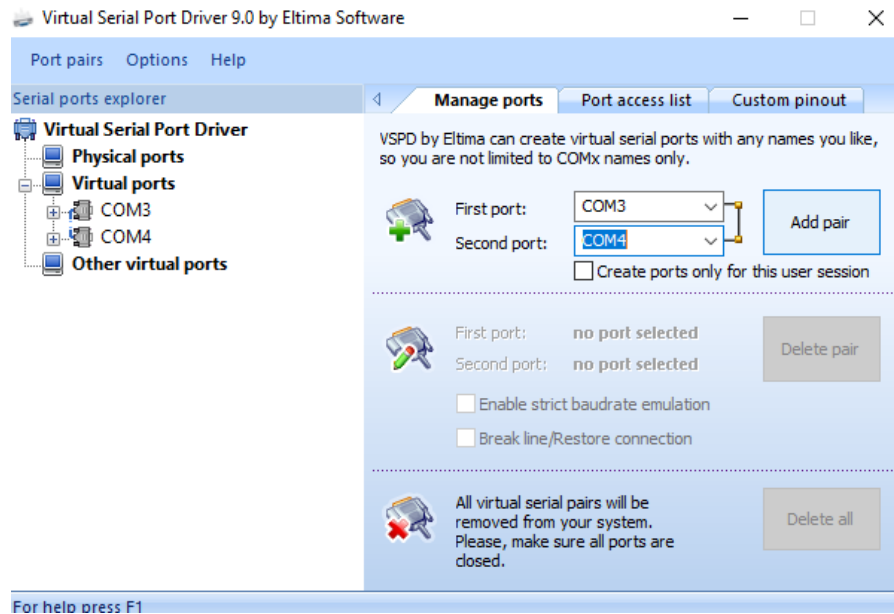 Virtual Serial Port Driver 9.0 by Eltima Software
Port pairs Options Help
Serial ports explorer
Virtual Serial Port Driver
Physical ports
Virtual ports
COM3
COM4
Other virtual ports
Manage ports Port access list Custom pinout
VSPD by Eltima can create virtual serial ports with any names you like,
so you are not limited to COMx names only.
First port: COM3
Second port: COM4
Add pair
Create ports only for this user session
First port: no port selected
Second port: no port selected
Delete pair
Enable strict baudrate emulation
Break line/Restore connection
All virtual serial pairs will be
removed from your system.
Please, make sure all ports are
closed.
Delete all
For help press F1